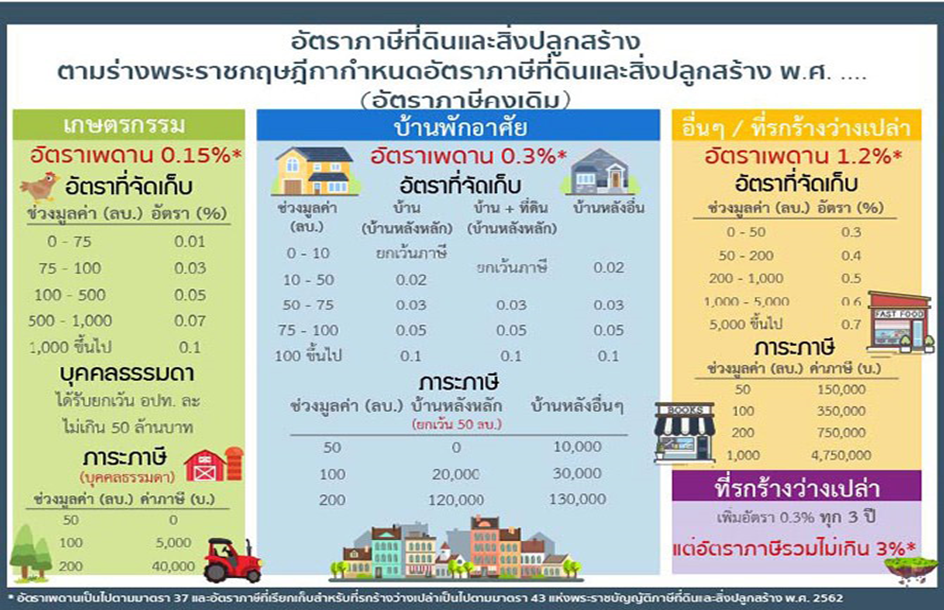 อัตราภาษีที่ดินและสิ่งปลูกสร้าง
ตามร่างพระราชกฤษฎีกากำหนดอัตราภาษีที่ดินและสิ่งปลูกสร้าง พ.ศ. ....
(อัตราภาษีคงเดิม)
เกษตรกรรม
อัตราเพดาน 0.15%*
อัตราที่จัดเก็บ
ช่วงมูลค่า (ลบ.) อัตรา (%)
0 - 75 0.01
75 - 100 0.03
100 - 500 0.05
500 - 1,000 0.07
1,000 ขึ้นไป 0.1
บุคคลธรรมดา
ได้รับยกเว้น อปท. ละ
ไม่เกิน 50 ล้านบาท
ภาระภาษี
(บุคคลธรรมดา)
ช่วงมูลค่า (ลบ.) ค่าภาษี (บ.)
50 0
100 5,000
200 40,000
บ้านพักอาศัย
อัตราเพดาน 0.3%*
อัตราที่จัดเก็บ
ช่วงมูลค่า บ้าน บ้าน + ที่ดิน บ้านหลังอื่น
(ลบ.) (บ้านหลังหลัก) (บ้านหลังหลัก)
0 - 10 ยกเว้นภาษี
ยกเว้นภาษี 0.02
10 - 50 0.02
50 - 75 0.03 0.03 0.03
75 - 100 0.05 0.05 0.05
100 ขึ้นไป 0.1 0.1 0.1
ภาระภาษี
ช่วงมูลค่า (ลบ.) บ้านหลังหลัก บ้านหลังอื่นๆ
(ยกเว้น 50 ลบ.)
50 0 10,000
100 20,000 30,000
200 120,000 130,000
อื่นๆ / ที่รกร้างว่างเปล่า
อัตราเพดาน 1.2%*
อัตราที่จัดเก็บ
ช่วงมูลค่า (ลบ.) อัตรา (%)
0 - 50 0.3
50 - 200 0.4
200 - 1,000 0.5
1,000 - 5,000 0.6
5,000 ขึ้นไป 0.7
FAST FOOD
ภาระภาษี
ช่วงมูลค่า (ลบ.) ค่าภาษี (บ.)
50 150,000
100 350,000
200 750,000
1,000 4,750,000
BOOKS
ที่รกร้างว่างเปล่า
เพิ่มอัตรา 0.3% ทุก 3 ปี
แต่อัตราภาษีรวมไม่เกิน 3%*
* อัตราเพดานเป็นไปตามมาตรา 37 และอัตราภาษีที่เรียกเก็บสำหรับที่รกร้างว่างเปล่าเป็นไปตามมาตรา 43 แห่งพระราชบัญญัติภาษีที่ดินและสิ่งปลูกสร้าง พ.ศ. 2562